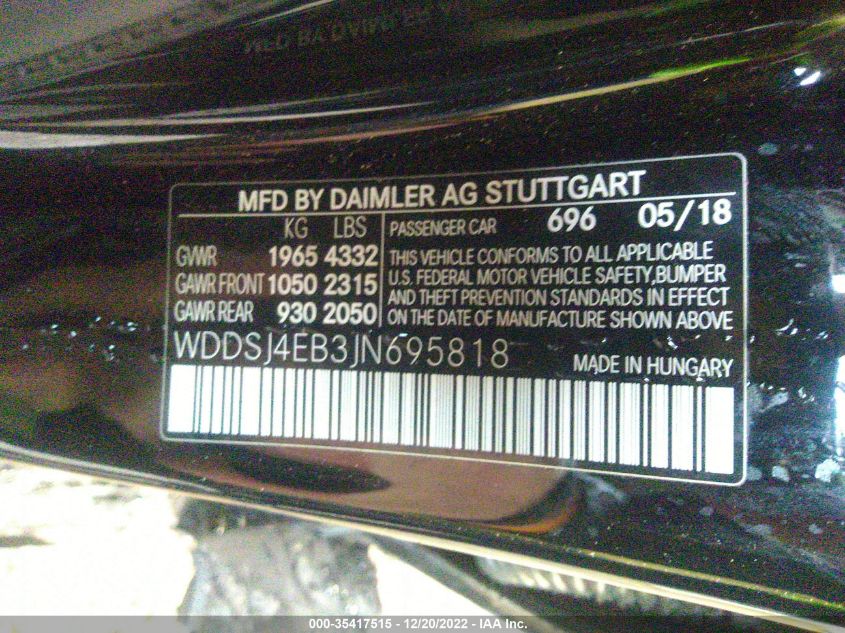 MFD BY DAIMLER AG STUTTGART
KG LBS
GVWR 1965 4332
GAWR FRONT 1050 2315
GAWR REAR 930 2050
PASSENGER CAR 696 05/18
THIS VEHICLE CONFORMS TO ALL APPLICABLE
U.S. FEDERAL MOTOR VEHICLE SAFETY,BUMPER
AND THEFT PREVENTION STANDARDS IN EFFECT
ON THE DATE OF MANUFACTURE SHOWN ABOVE
WDDSJ4EB3JN695818
MADE IN HUNGARY
000-35417515 - 12/20/2022 - IAA Inc.